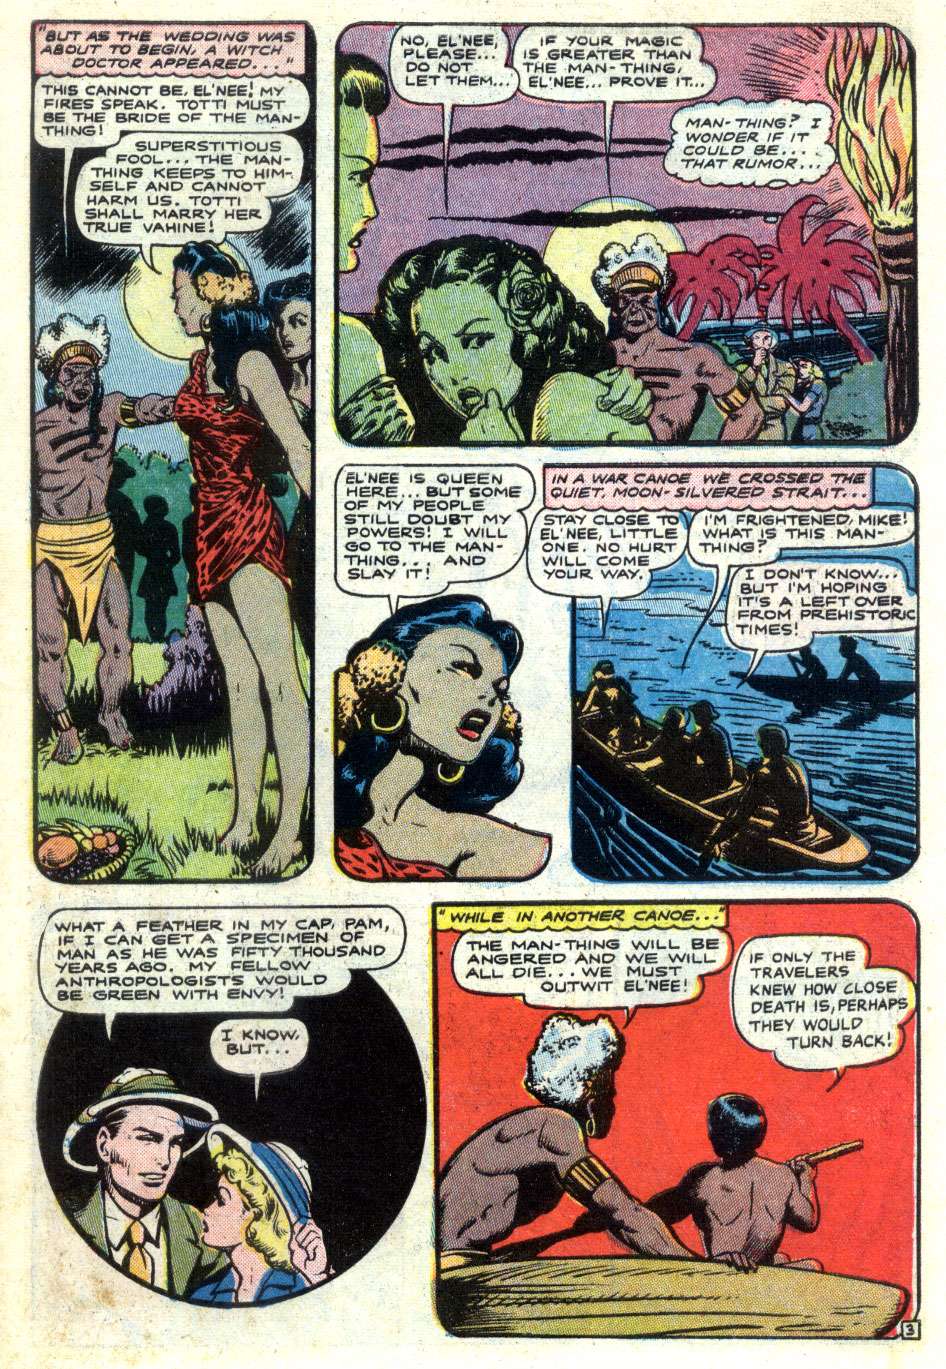 "BUT AS THE WEDDING WAS
ABOUT TO BEGIN, A WITCH
DOCTOR APPEARED..."
THIS CANNOT BE, EL'NEE! MY
FIRES SPEAK. TOTTI MUST
BE THE BRIDE OF THE MAN-
THING!
SUPERSTITIOUS
FOOL... THE MAN-
THING KEEPS TO HIM-
SELF AND CANNOT
HARM US. TOTTI
SHALL MARRY HER
TRUE VAHINE!
NO, EL'NEE,
PLEASE...
DO NOT
LET THEM...
IF YOUR MAGIC
IS GREATER THAN
THE MAN-THING,
EL'NEE... PROVE IT...
MAN-THING? I
WONDER IF IT
COULD BE....
THAT RUMOR...
EL'NEE IS QUEEN
HERE... BUT SOME
OF MY PEOPLE
STILL DOUBT MY
POWERS! I WILL
GO TO THE MAN-
THING... AND
SLAY IT!
IN A WAR CANOE WE CROSSED THE
QUIET, MOON-SILVERED STRAIT...
STAY CLOSE TO
EL'NEE, LITTLE
ONE. NO HURT
WILL COME
YOUR WAY.
I'M FRIGHTENED, MIKE!
WHAT IS THIS MAN-
THING?
I DON'T KNOW...
BUT I'M HOPING
IT'S A LEFT OVER
FROM PREHISTORIC
TIMES!
WHAT A FEATHER IN MY CAP, PAM,
IF I CAN GET A SPECIMEN OF
MAN AS HE WAS FIFTY THOUSAND
YEARS AGO. MY FELLOW
ANTHROPOLOGISTS WOULD
BE GREEN WITH ENVY!
I KNOW,
BUT...
"WHILE IN ANOTHER CANOE..."
THE MAN-THING WILL BE
ANGERED AND WE WILL
ALL DIE... WE MUST
OUTWIT EL'NEE!
IF ONLY THE
TRAVELERS
KNEW HOW CLOSE
DEATH IS, PERHAPS
THEY WOULD
TURN BACK!
3